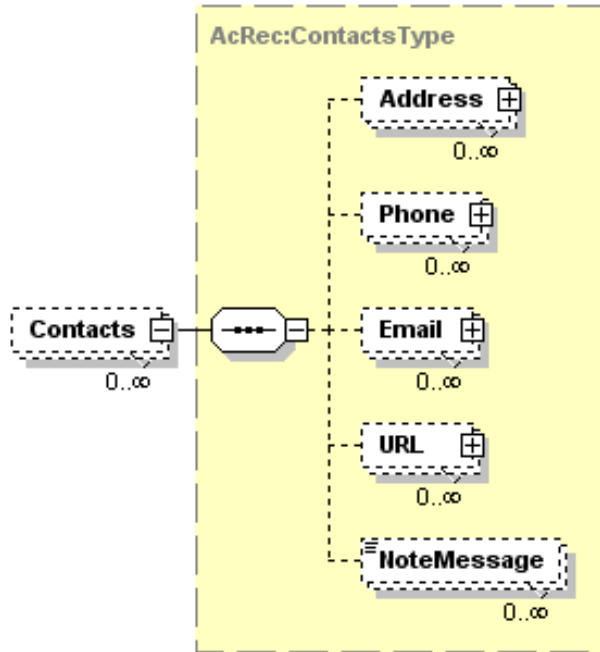 AcRec:ContactsType
Address
0..∞
Phone
0..∞
Contacts
0..∞
Email
0..∞
URL
0..∞
NoteMessage
0..∞